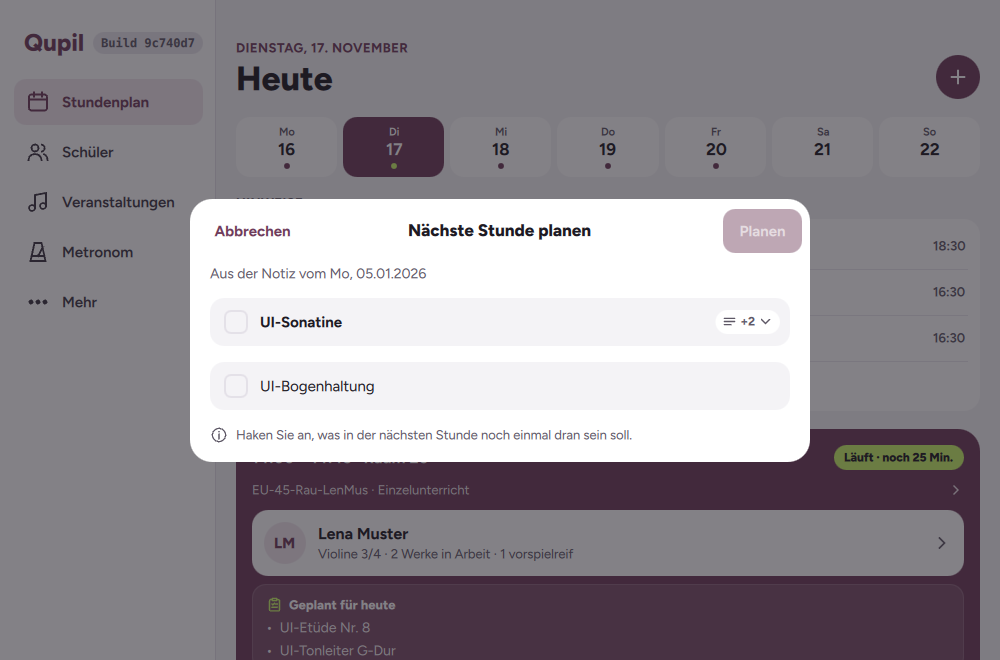 Qupil
Build 9c740d7
Stundenplan
Schüler
Veranstaltungen
Metronom
Mehr
DIENSTAG, 17. NOVEMBER
Heute
Mo
16
Di
17
Mi
18
Do
19
Fr
20
Sa
21
So
22
18:30
16:30
16:30
Abbrechen
Nächste Stunde planen
Planen
Aus der Notiz vom Mo, 05.01.2026
UI-Sonatine
+2
UI-Bogenhaltung
Haken Sie an, was in der nächsten Stunde noch einmal dran sein soll.
Läuft · noch 25 Min.
EU-45-Rau-LenMus · Einzelunterricht
LM
Lena Muster
Violine 3/4 · 2 Werke in Arbeit · 1 vorspielreif
Geplant für heute
• UI-Etüde Nr. 8
• UI-Tonleiter G-Dur